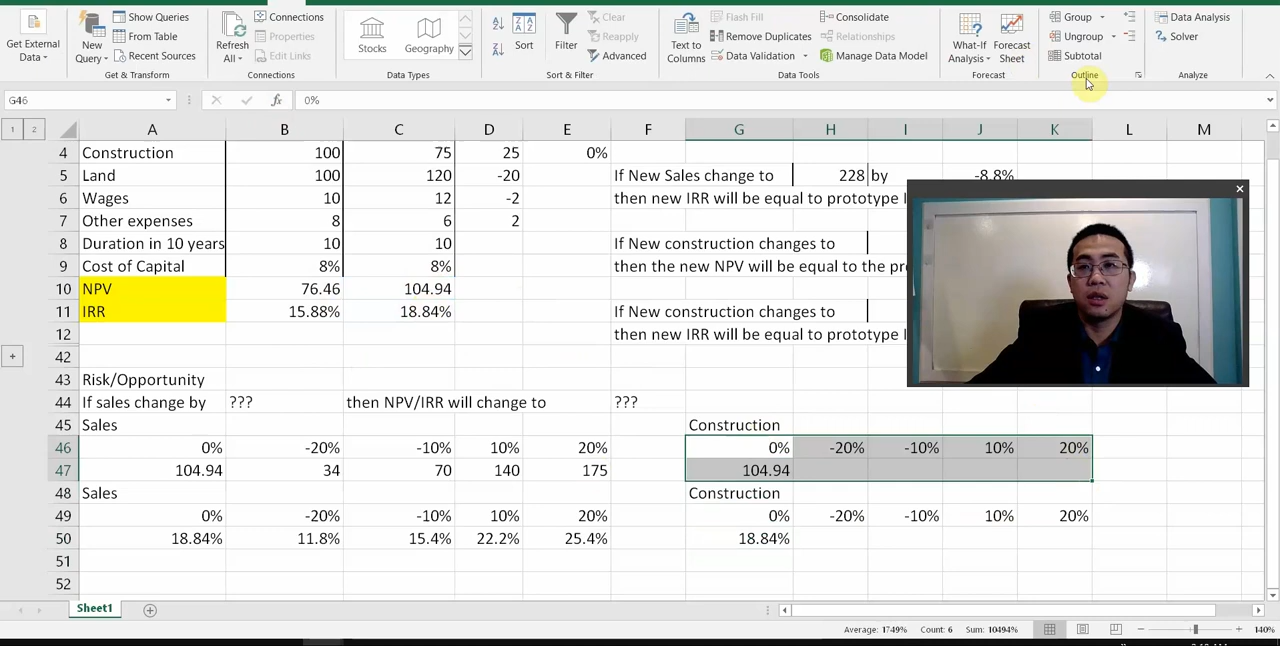 Show Queries
From Table
Recent Sources
Get External
Data
New
Query
Get & Transform
Connections
Properties
Edit Links
Refresh
All
Connections
Stocks
Geography
Data Types
Sort
Filter
Clear
Reapply
Advanced
Sort & Filter
Text to
Columns
Flash Fill
Remove Duplicates
Data Validation
Consolidate
Relationships
Manage Data Model
Data Tools
What-If
Analysis
Forecast
Sheet
Forecast
Group
Ungroup
Subtotal
Outline
Data Analysis
Solver
Analyze
G46 fx 0%
1 2
A B C D E F G H I J K L M
4 Construction 100 75 25 0%
5 Land 100 120 -20 If New Sales change to 228 by -8.8%
6 Wages 10 12 -2 then new IRR will be equal to prototype I
7 Other expenses 8 6 2
8 Duration in 10 years 10 10 If New construction changes to
9 Cost of Capital 8% 8% then the new NPV will be equal to the pr
10 NPV 76.46 104.94
11 IRR 15.88% 18.84% If New construction changes to
12 then new IRR will be equal to prototype I
42
43 Risk/Opportunity
44 If sales change by ??? then NPV/IRR will change to ???
45 Sales Construction
46 0% -20% -10% 10% 20% 0% -20% -10% 10% 20%
47 104.94 34 70 140 175 104.94
48 Sales Construction
49 0% -20% -10% 10% 20% 0% -20% -10% 10% 20%
50 18.84% 11.8% 15.4% 22.2% 25.4% 18.84%
51
52
Sheet1
Average: 1749% Count: 6 Sum: 10494% 140%